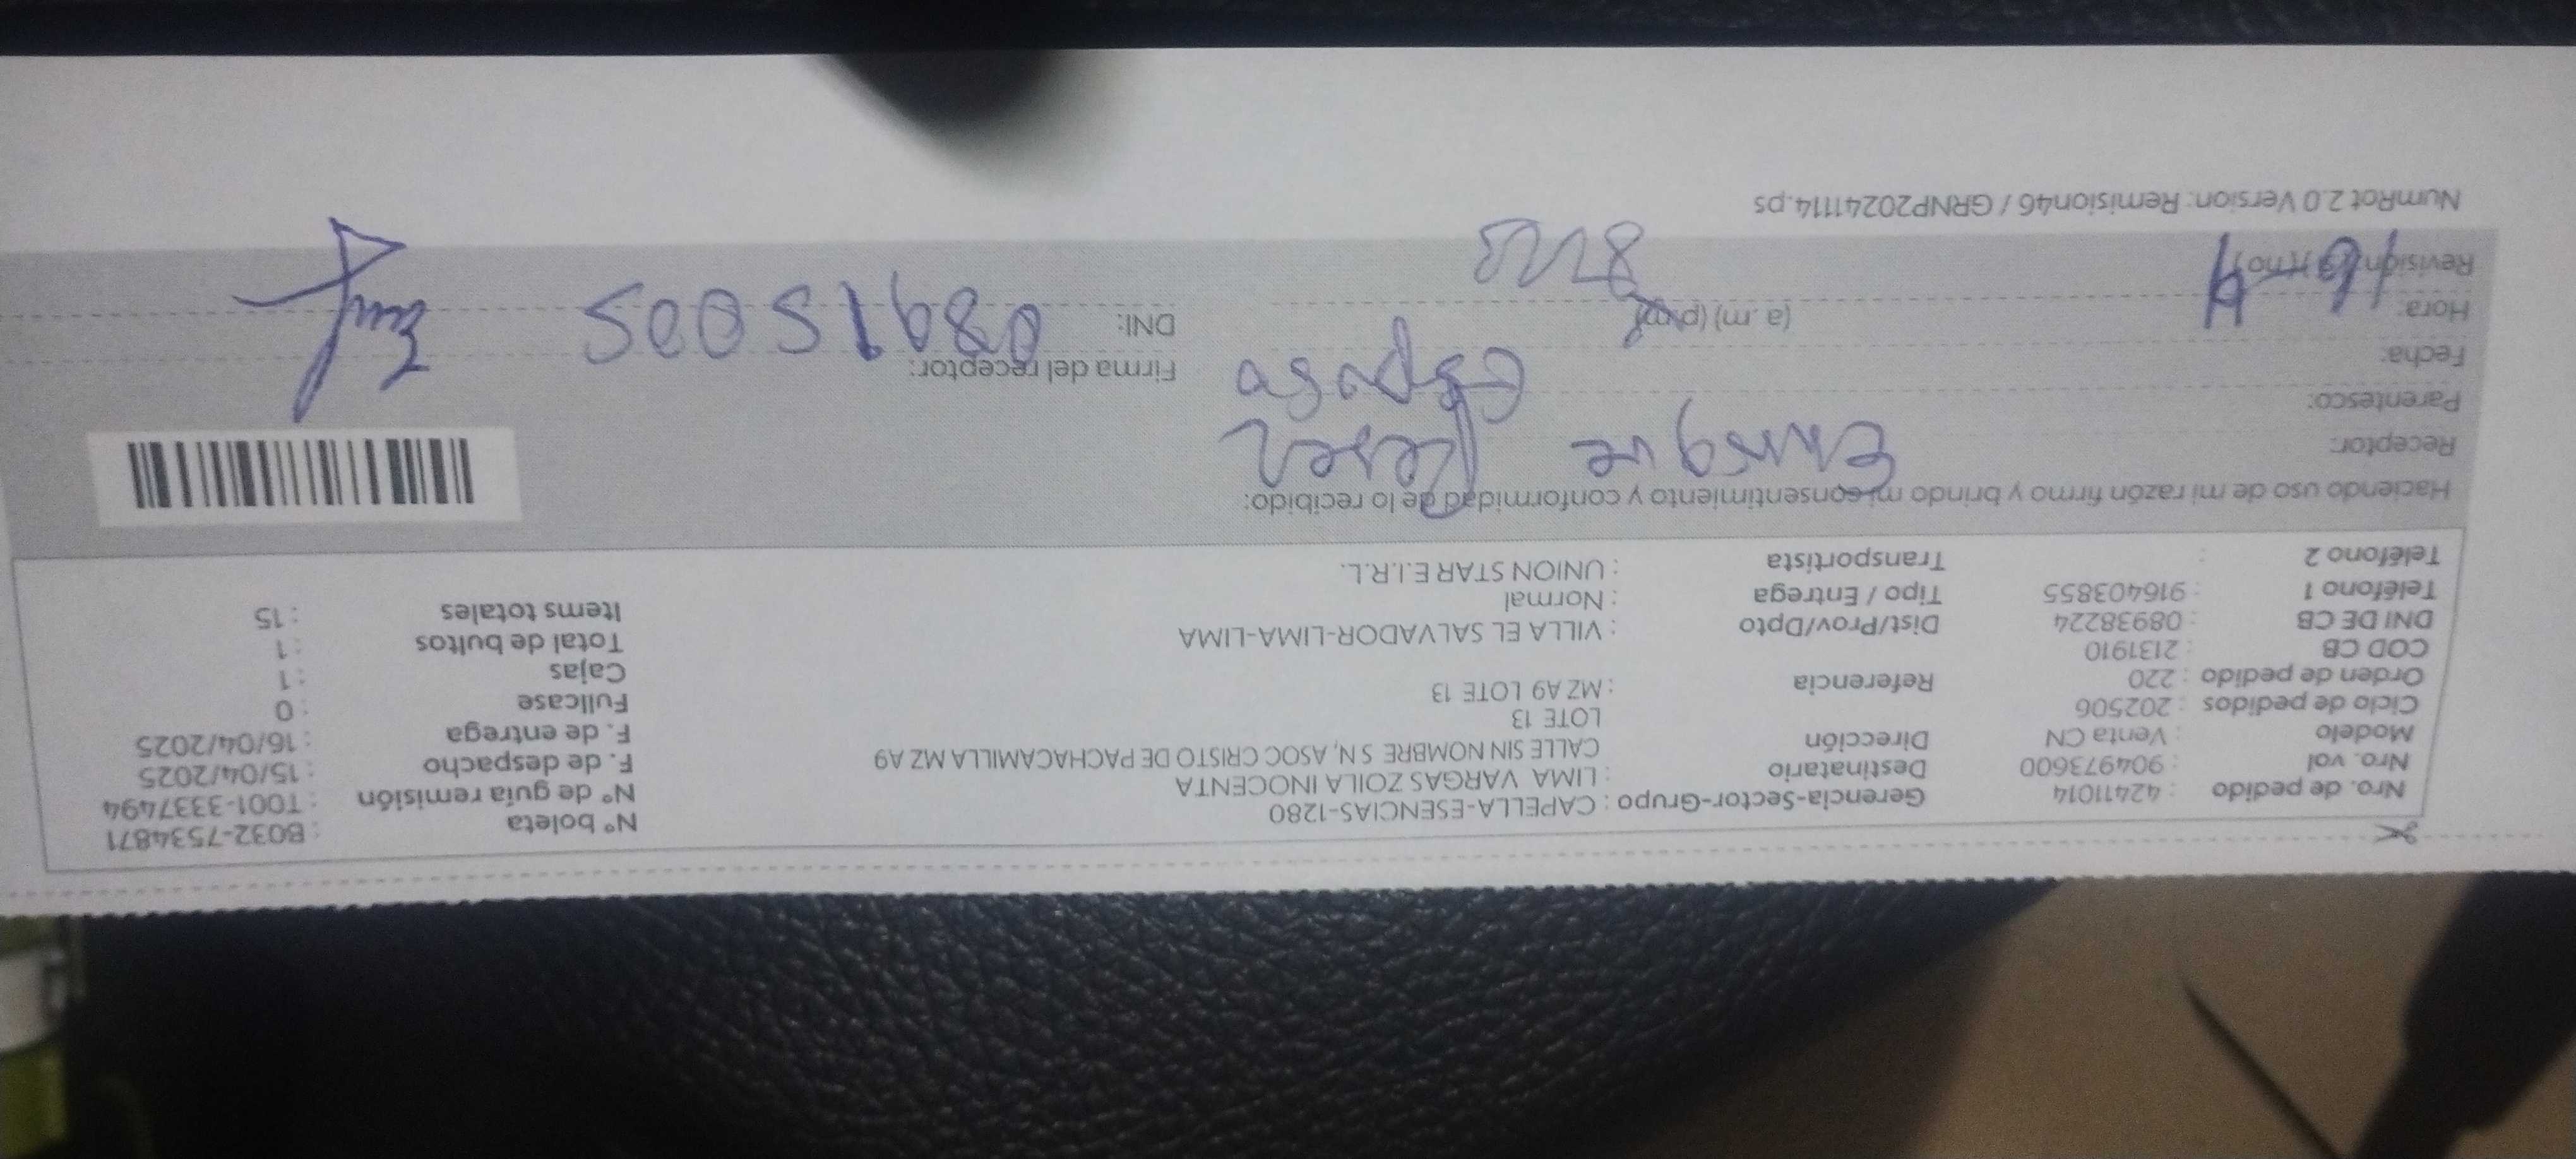 Nro. de pedido : 42411014
Nro. vol : 904973600
Modelo : Venta CN
Ciclo de pedidos : 202506
Orden de pedido : 220
COD CB : 2131910
DNI DE CB : 08938224
Teléfono 1 : 916403855
Teléfono 2 :
Gerencia-Sector-Grupo : CAPELLA-ESENCIAS-1280
Destinatario : LIMA VARGAS ZOILA INOCENTA
Dirección CALLE SIN NOMBRE S N, ASOC CRISTO DE PACHACAMILLA MZ A9
LOTE 13
Referencia : MZ A9 LOTE 13
Dist/Prov/Dpto : VILLA EL SALVADOR-LIMA-LIMA
Tipo / Entrega : Normal
Transportista : UNION STAR E.I.R.L.
N° boleta : B032-7534871
N° de guía remisión : T001-3337494
F. de despacho : 15/04/2025
F. de entrega : 16/04/2025
Fullcase : 0
Cajas : 1
Total de bultos : 1
Items totales : 15
Haciendo uso de mi razón firmo y brindo mi consentimiento y conformidad de lo recibido:
Receptor: Enrique
Parentesco: Esposo
Fecha:
Hora: (a. m) (p.m)
Revisión (si) (no)
Firma del receptor:
DNI: 08915005
NumRot 2.0 Version: Remision46 / GRNP20241114.ps